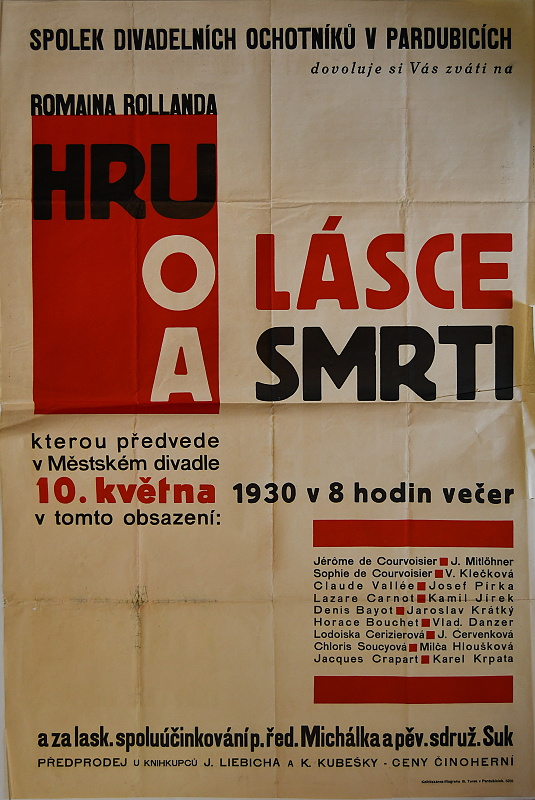 SPOLEK DIVADELNÍCH OCHOTNÍKŮ V PARDUBICÍCH
dovoluje si Vás zváti na
ROMAINA ROLLANDA
HRU
O LÁSCE
A SMRTI
kterou předvede
v Městském divadle
10. května 1930 v 8 hodin večer
v tomto obsazení:
Jérôme de Courvoisier ■ J. Mitlöhner
Sophie de Courvoisier ■ V. Klečková
Claude Vallée ■ Josef Pirka
Lazare Carnot ■ Kamil Jirek
Denis Bayot ■ Jaroslav Krátký
Horace Bouchet ■ Vlad. Danzer
Lodoiska Cerizierová ■ J. Červenková
Chloris Soucyová ■ Milča Hloušková
Jacques Crapart ■ Karel Krpata
a za lask. spoluúčinkování p. řed. Michálka a pěv. sdruž. Suk
PŘEDPRODEJ U KNIHKUPCŮ J. LIEBICHA A K. KUBEŠKY - CENY ČINOHERNÍ